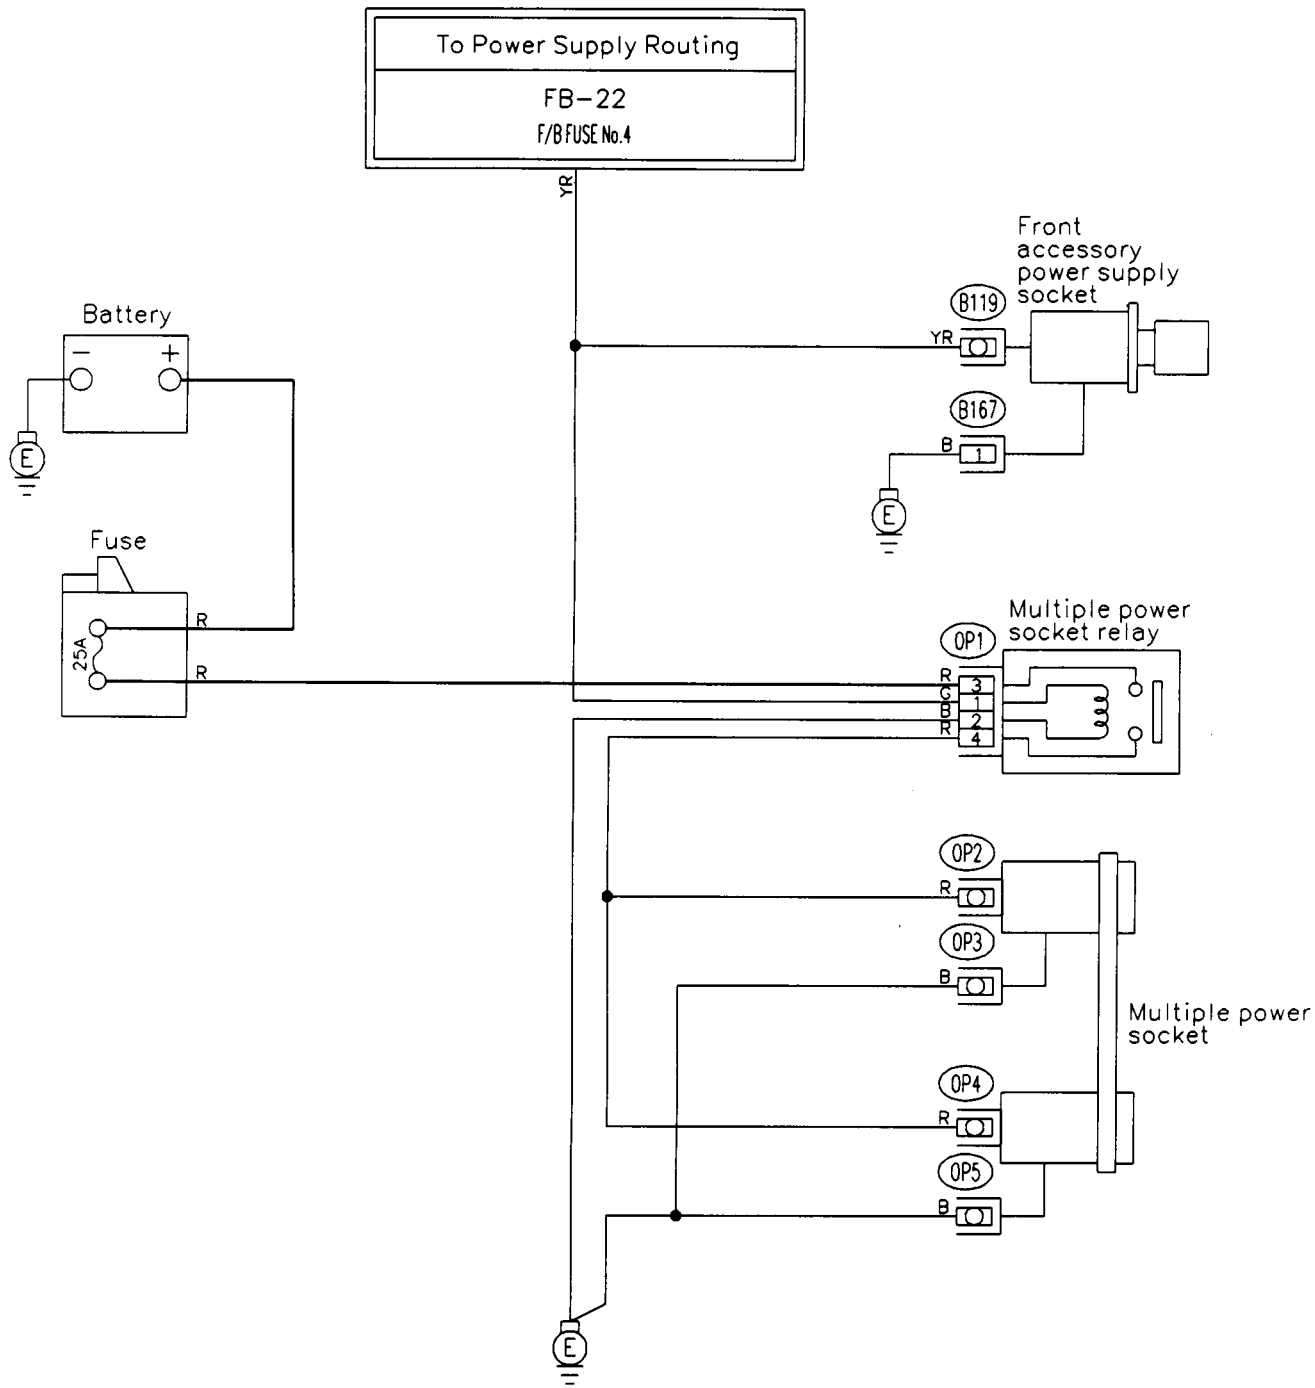 To Power Supply Routing
FB-22
F/B FUSE No.4
YR
Front
accessory
power supply
socket
B119
YR
Battery
-
+
B167
B
1
E
E
Fuse
R
25A
R
Multiple power
socket relay
OP1
R
3
G
1
B
2
R
4
OP2
R
OP3
B
Multiple power
socket
OP4
R
OP5
B
E